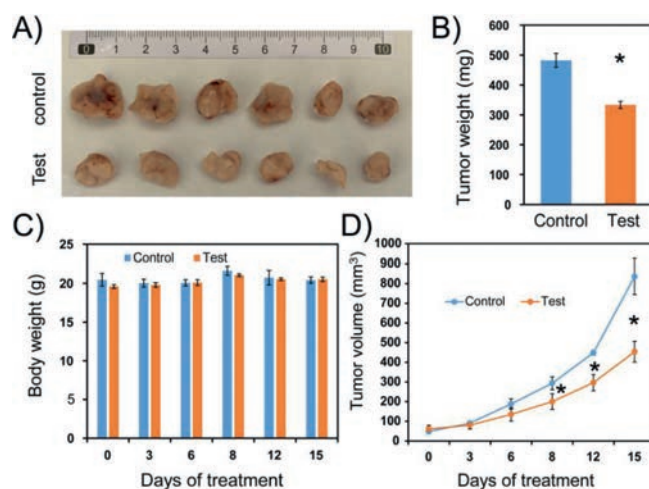 A)
0 1 2 3 4 5 6 7 8 9 10
control
Test
B)
Tumor weight (mg)
600
500
400
300
200
100
0
*
Control Test
C)
Body weight (g)
25
20
15
10
5
0
Control Test
0 3 6 8 12 15
Days of treatment
D)
Tumor volume (mm³)
1000
900
800
700
600
500
400
300
200
100
0
Control Test
*
*
*
0 3 6 8 12 15
Days of treatment